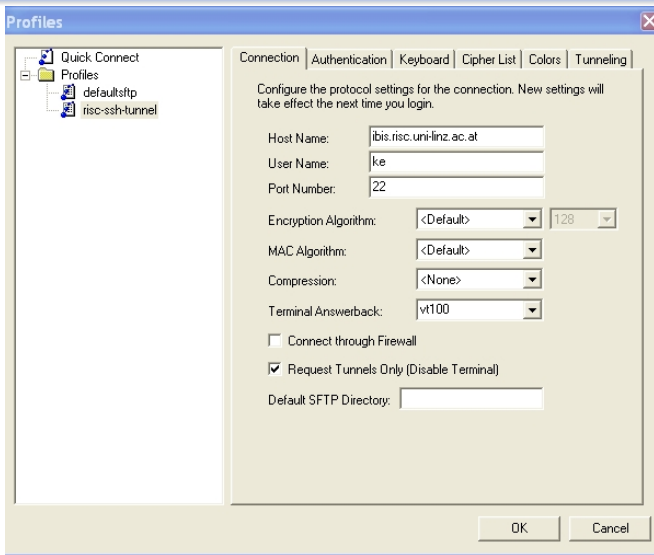 Profiles
Quick Connect
Profiles
defaultsftp
risc-ssh-tunnel
Connection Authentication Keyboard Cipher List Colors Tunneling
Configure the protocol settings for the connection. New settings will
take effect the next time you login.
Host Name: ibis.risc.uni-linz.ac.at
User Name: ke
Port Number: 22
Encryption Algorithm: <Default> 128
MAC Algorithm: <Default>
Compression: <None>
Terminal Answerback: vt100
Connect through Firewall
Request Tunnels Only (Disable Terminal)
Default SFTP Directory:
OK Cancel